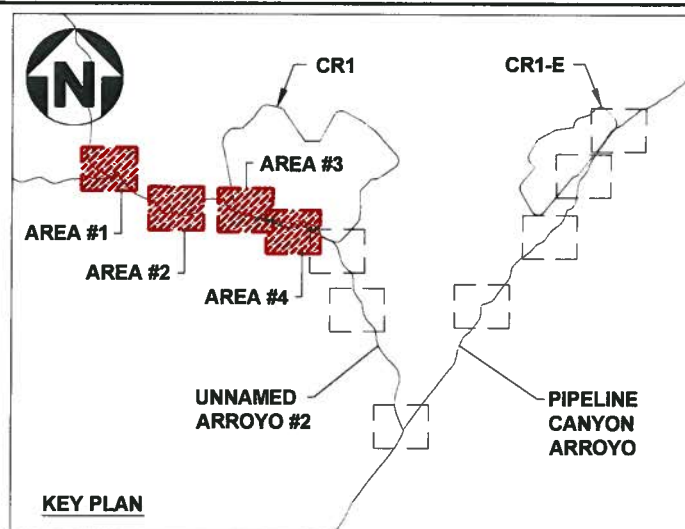 N
CR1
CR1-E
AREA #3
AREA #1
AREA #2
AREA #4
UNNAMED
ARROYO #2
PIPELINE
CANYON
ARROYO
KEY PLAN